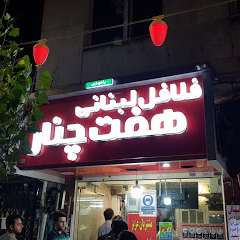 فلافل لبنانی
هفت چنار